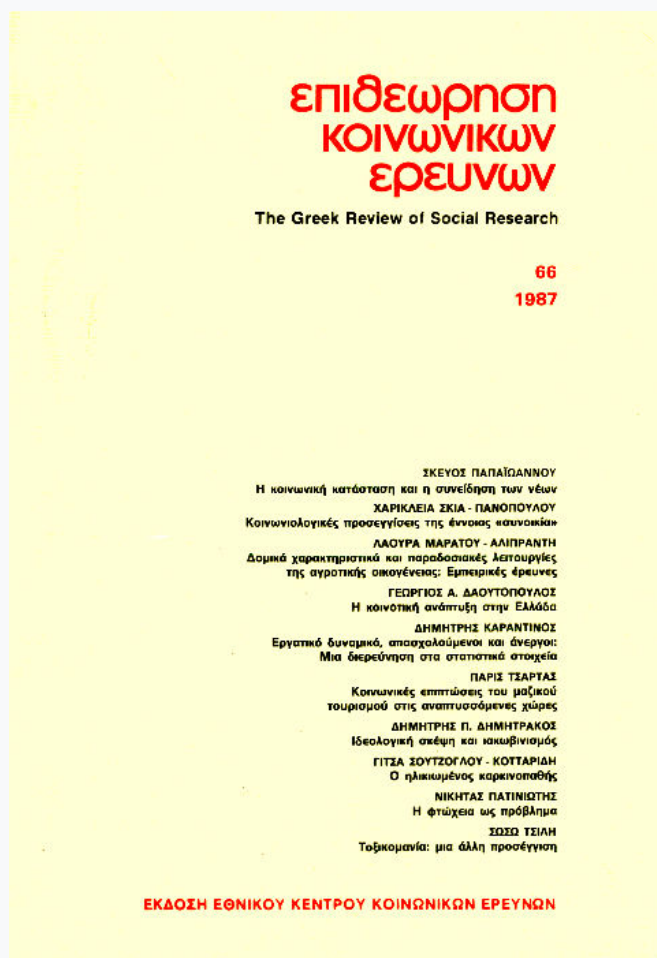 επιθεωρηση
κοινωνικων
ερευνων
The Greek Review of Social Research
66
1987
ΣΚΕΥΟΣ ΠΑΠΑΪΩΑΝΝΟΥ
Η κοινωνική κατάσταση και η συνείδηση των νέων
ΧΑΡΙΚΛΕΙΑ ΣΚΙΑ - ΠΑΝΟΠΟΥΛΟΥ
Κοινωνιολογικές προσεγγίσεις της έννοιας «συνοικία»
ΛΑΟΥΡΑ ΜΑΡΑΤΟΥ - ΑΛΙΠΡΑΝΤΗ
Δομικά χαρακτηριστικά και παραδοσιακές λειτουργίες
της αγροτικής οικογένειας: Εμπειρικές έρευνες
ΓΕΩΡΓΙΟΣ Α. ΔΑΟΥΤΟΠΟΥΛΟΣ
Η κοινοτική ανάπτυξη στην Ελλάδα
ΔΗΜΗΤΡΗΣ ΚΑΡΑΝΤΙΝΟΣ
Εργατικό δυναμικό, απασχολούμενοι και άνεργοι:
Μια διερεύνηση στα στατιστικά στοιχεία
ΠΑΡΙΣ ΤΣΑΡΤΑΣ
Κοινωνικές επιπτώσεις του μαζικού
τουρισμού στις αναπτυσσόμενες χώρες
ΔΗΜΗΤΡΗΣ Π. ΔΗΜΗΤΡΑΚΟΣ
Ιδεολογική σκέψη και ιακωβινισμός
ΓΙΤΣΑ ΣΟΥΤΖΟΓΛΟΥ - ΚΟΤΤΑΡΙΔΗ
Ο ηλικιωμένος καρκινοπαθής
ΝΙΚΗΤΑΣ ΠΑΤΙΝΙΩΤΗΣ
Η φτώχεια ως πρόβλημα
ΣΩΣΩ ΤΣΙΛΗ
Τοξικομανία: μια άλλη προσέγγιση
ΕΚΔΟΣΗ ΕΘΝΙΚΟΥ ΚΕΝΤΡΟΥ ΚΟΙΝΩΝΙΚΩΝ ΕΡΕΥΝΩΝ